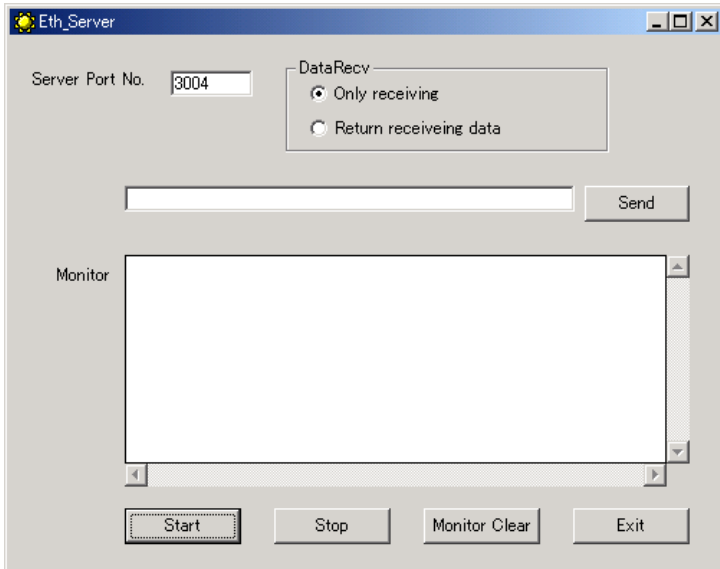 Eth_Server
Server Port No.
3004
DataRecv
Only receiving
Return receiveing data
Send
Monitor
Start
Stop
Monitor Clear
Exit